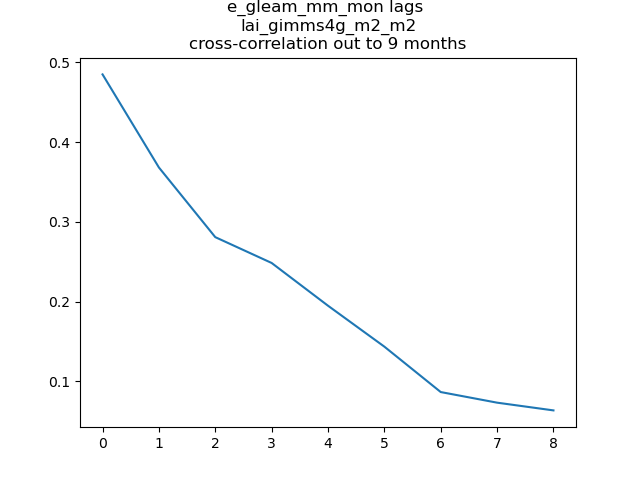 e_gleam_mm_mon lags
lai_gimms4g_m2_m2
cross-correlation out to 9 months
0.5
0.4
0.3
0.2
0.1
0 1 2 3 4 5 6 7 8